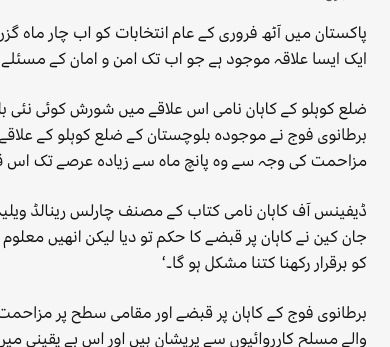 پاکستان میں آٹھ فروری کے عام انتخابات کو اب چار ماہ گزر
ایک ایسا علاقہ موجود ہے جو اب تک امن و امان کے مسئلے
ضلع کوہلو کے کاہان نامی اس علاقے میں شورش کوئی نئی
برطانوی فوج نے موجودہ بلوچستان کے ضلع کوہلو کے علاقے
مزاحمت کی وجہ سے وہ پانچ ماہ سے زیادہ عرصے تک اس
ڈیفینس آف کاہان نامی کتاب کے مصنف چارلس رینالڈ
جان کین نے کاہان پر قبضے کا حکم تو دیا لیکن انھیں معلوم
کو برقرار رکھنا کتنا مشکل ہو گا۔‘
برطانوی فوج کے کاہان پر قبضے اور مقامی سطح پر مزاحمت
والے مسلح کارروائیوں سے پریشان ہیں اور اس بے یقینی میں